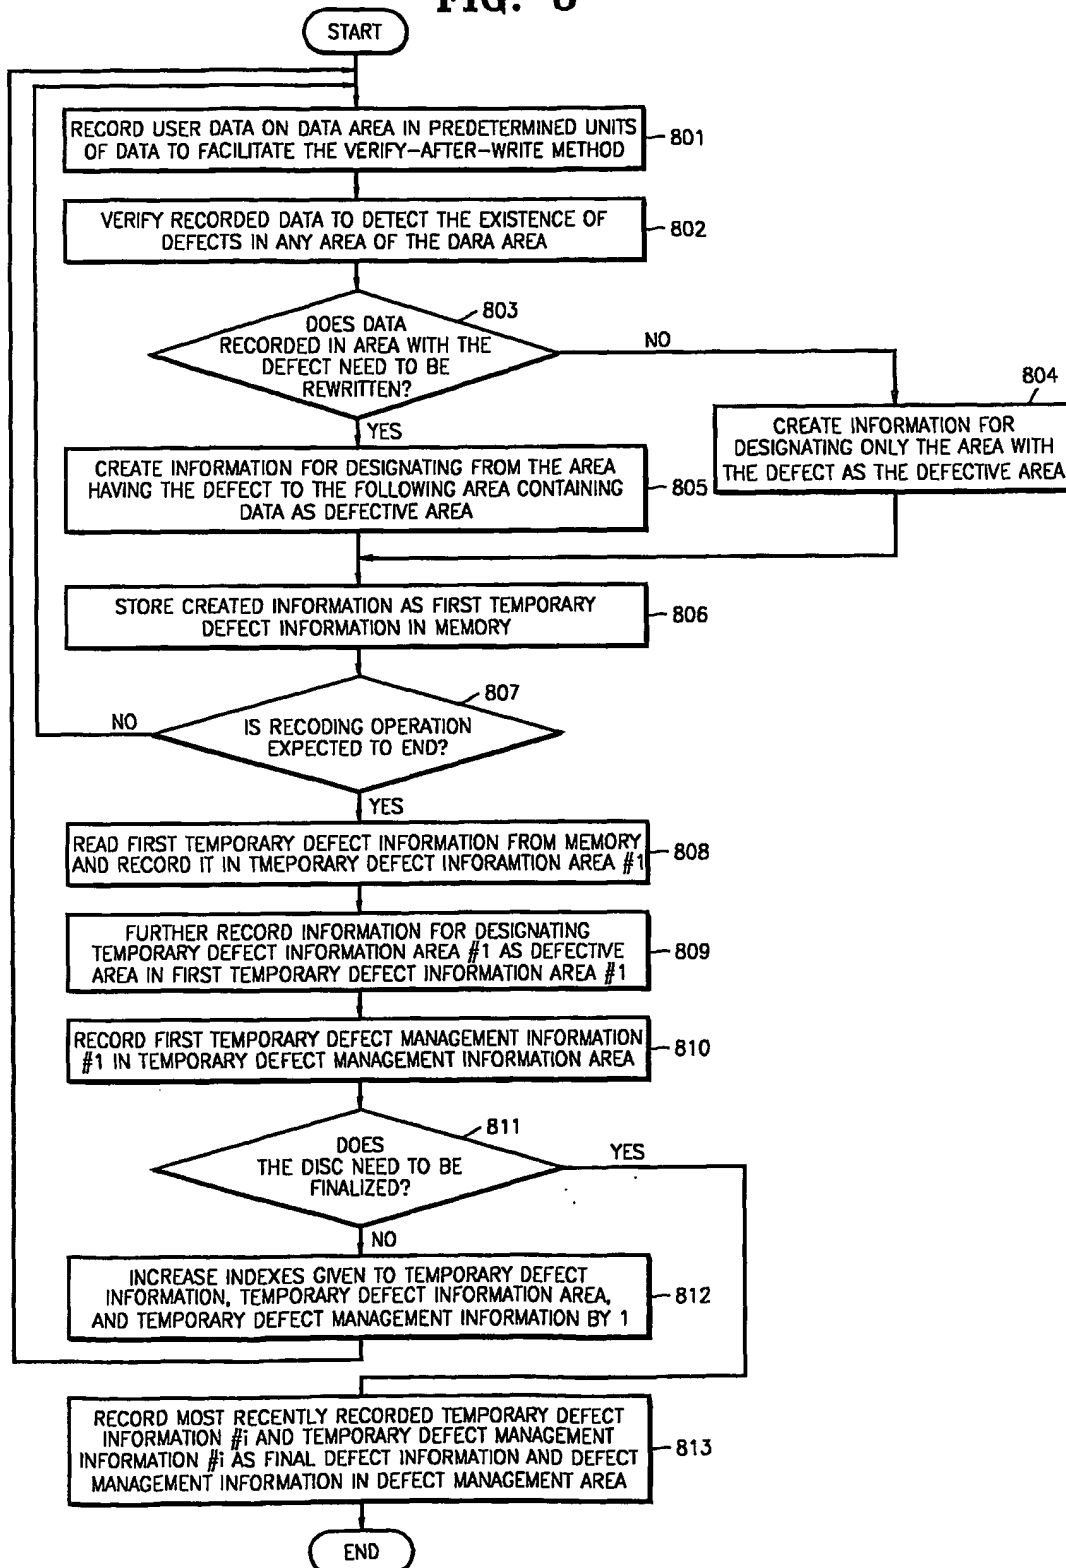 FIG. 8
START
RECORD USER DATA ON DATA AREA IN PREDETERMINED UNITS
OF DATA TO FACILITATE THE VERIFY-AFTER-WRITE METHOD
801
VERIFY RECORDED DATA TO DETECT THE EXISTENCE OF
DEFECTS IN ANY AREA OF THE DARA AREA
802
803
DOES DATA
RECORDED IN AREA WITH THE
DEFECT NEED TO BE
REWRITTEN?
NO
804
CREATE INFORMATION FOR
DESIGNATING ONLY THE AREA WITH
THE DEFECT AS THE DEFECTIVE AREA
YES
CREATE INFORMATION FOR DESIGNATING FROM THE AREA
HAVING THE DEFECT TO THE FOLLOWING AREA CONTAINING
DATA AS DEFECTIVE AREA
805
STORE CREATED INFORMATION AS FIRST TEMPORARY
DEFECT INFORMATION IN MEMORY
806
807
NO
IS RECODING OPERATION
EXPECTED TO END?
YES
READ FIRST TEMPORARY DEFECT INFORMATION FROM MEMORY
AND RECORD IT IN TMEPORARY DEFECT INFORAMTION AREA #1
808
FURTHER RECORD INFORMATION FOR DESIGNATING
TEMPORARY DEFECT INFORMATION AREA #1 AS DEFECTIVE
AREA IN FIRST TEMPORARY DEFECT INFORMATION AREA #1
809
RECORD FIRST TEMPORARY DEFECT MANAGEMENT INFORMATION
#1 IN TEMPORARY DEFECT MANAGEMENT INFORMATION AREA
810
811
DOES
THE DISC NEED TO BE
FINALIZED?
YES
NO
INCREASE INDEXES GIVEN TO TEMPORARY DEFECT
INFORMATION, TEMPORARY DEFECT INFORMATION AREA,
AND TEMPORARY DEFECT MANAGEMENT INFORMATION BY 1
812
RECORD MOST RECENTLY RECORDED TEMPORARY DEFECT
INFORMATION #i AND TEMPORARY DEFECT MANAGEMENT
INFORMATION #i AS FINAL DEFECT INFORMATION AND DEFECT
MANAGEMENT INFORMATION IN DEFECT MANAGEMENT AREA
813
END